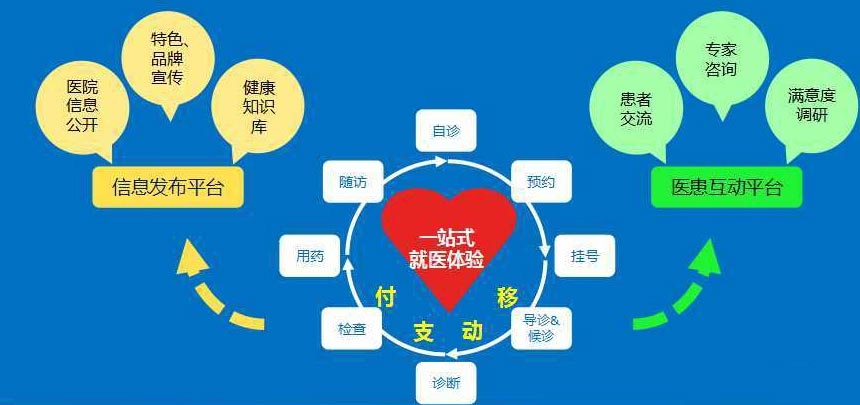 医院
信息
公开
特色、
品牌
宣传
健康
知识
库
信息发布平台
患者
交流
专家
咨询
满意度
调研
医患互动平台
自诊
预约
挂号
导诊&
候诊
诊断
检查
用药
随访
一站式
就医体验
付
支
动
移